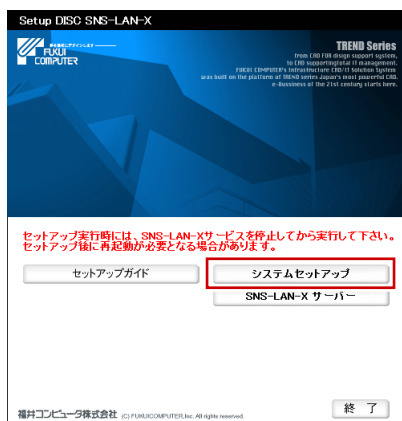 Setup DISC SNS-LAN-X
FUKUI
COMPUTER
TREND Series
from CAD FOR disign support system,
to CAD supportingtotal IT management.
FUKUI COMPUTER's Infrastructure CAD/IT Solution System
was built on the platform of TREND series Japan's most powerful CAD.
e-Bussiness of the 21st century starts here.
セットアップ実行時には、SNS-LAN-Xサービスを停止してから実行して下さい。
セットアップ後に再起動が必要となる場合があります。
セットアップガイド
システムセットアップ
SNS-LAN-X サーバー
福井コンピュータ株式会社 (C) FUKUICOMPUTER,Inc. All rights reserved.
終 了